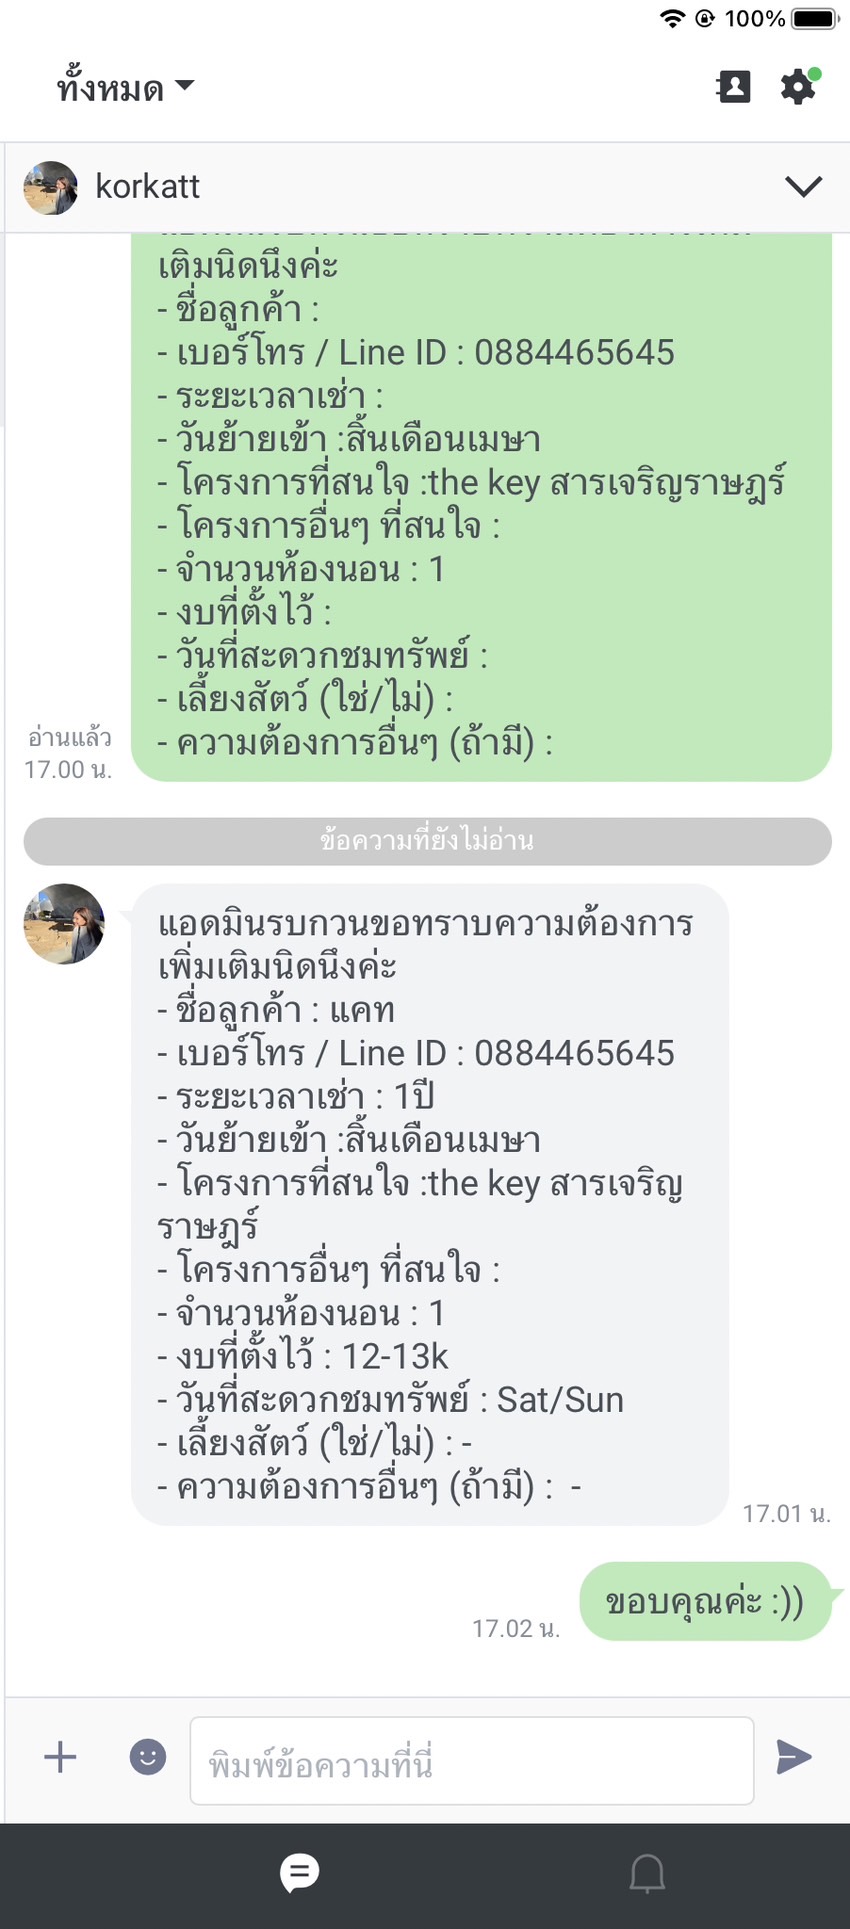 100%
ทั้งหมด
korkatt
เติมนิดนึงค่ะ
- ชื่อลูกค้า :
- เบอร์โทร / Line ID : 0884465645
- ระยะเวลาเช่า :
- วันย้ายเข้า :สิ้นเดือนเมษา
- โครงการที่สนใจ :the key สารเจริญราษฎร์
- โครงการอื่นๆ ที่สนใจ :
- จำนวนห้องนอน : 1
- งบที่ตั้งไว้ :
- วันที่สะดวกชมทรัพย์ :
- เลี้ยงสัตว์ (ใช่/ไม่) :
- ความต้องการอื่นๆ (ถ้ามี) :
อ่านแล้ว
17.00 น.
ข้อความที่ยังไม่อ่าน
แอดมินรบกวนขอทราบความต้องการ
เพิ่มเติมนิดนึงค่ะ
- ชื่อลูกค้า : แคท
- เบอร์โทร / Line ID : 0884465645
- ระยะเวลาเช่า : 1ปี
- วันย้ายเข้า :สิ้นเดือนเมษา
- โครงการที่สนใจ :the key สารเจริญ
ราษฎร์
- โครงการอื่นๆ ที่สนใจ :
- จำนวนห้องนอน : 1
- งบที่ตั้งไว้ : 12-13k
- วันที่สะดวกชมทรัพย์ : Sat/Sun
- เลี้ยงสัตว์ (ใช่/ไม่) : -
- ความต้องการอื่นๆ (ถ้ามี) :  -
17.01 น.
ขอบคุณค่ะ :))
17.02 น.
พิมพ์ข้อความที่นี่